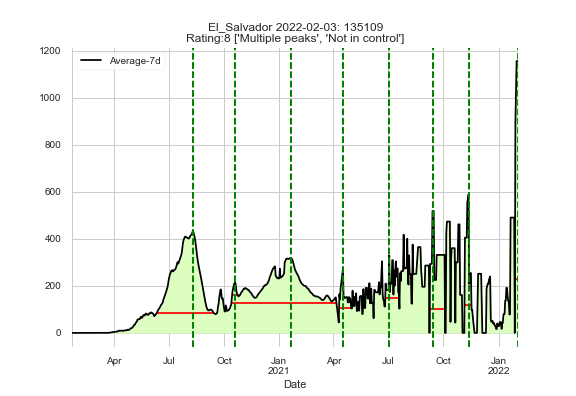 El_Salvador 2022-02-03: 135109
Rating:8 ['Multiple peaks', 'Not in control']
Average-7d
1200
1000
800
600
400
200
0
Apr Jul Oct Jan Apr Jul Oct Jan
2021 2022
Date